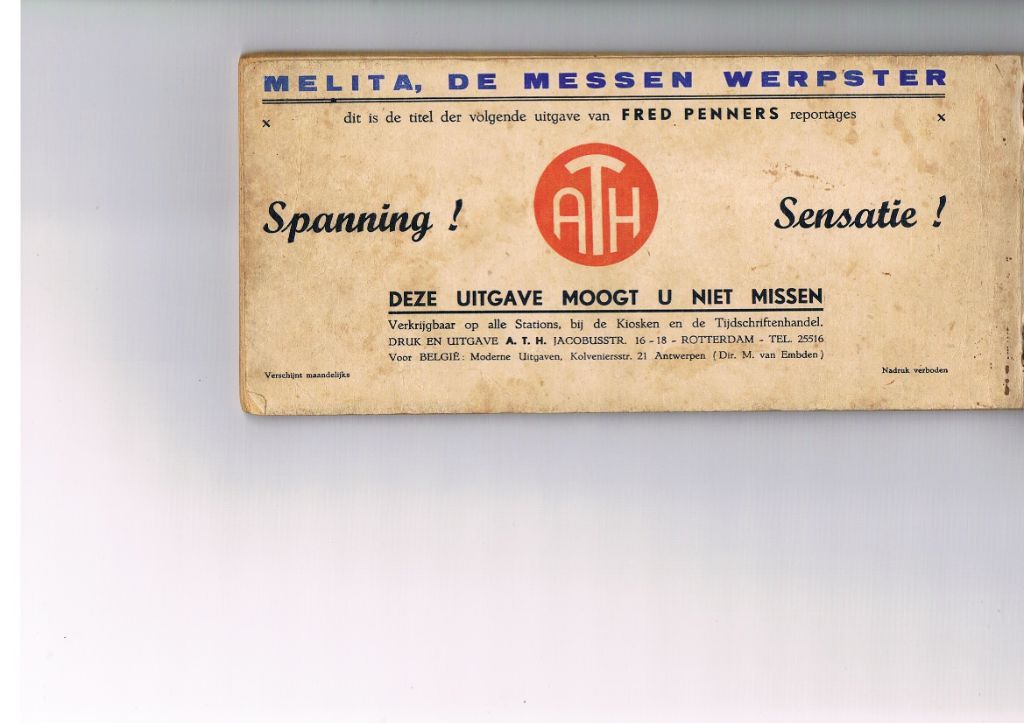 MELITA, DE MESSEN WERPSTER
x dit is de titel der volgende uitgave van FRED PENNERS reportages x
ATH
Spanning ! Sensatie !
DEZE UITGAVE MOOGT U NIET MISSEN
Verkrijgbaar op alle Stations, bij de Kiosken en de Tijdschriftenhandel.
DRUK EN UITGAVE A. T. H. JACOBUSSTR. 16 - 18 - ROTTERDAM - TEL. 25516
Voor BELGIË: Moderne Uitgaven, Kolveniersstr. 21 Antwerpen (Dir. M. van Embden)
Verschijnt maandelijks Nadruk verboden